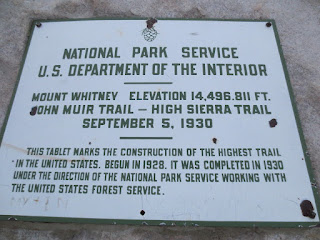 NATIONAL PARK SERVICE
U.S. DEPARTMENT OF THE INTERIOR
MOUNT WHITNEY ELEVATION 14,496.811 FT.
JOHN MUIR TRAIL — HIGH SIERRA TRAIL
SEPTEMBER 5, 1930
THIS TABLET MARKS THE CONSTRUCTION OF THE HIGHEST TRAIL
IN THE UNITED STATES. BEGUN IN 1928. IT WAS COMPLETED IN 1930
UNDER THE DIRECTION OF THE NATIONAL PARK SERVICE WORKING WITH
THE UNITED STATES FOREST SERVICE.